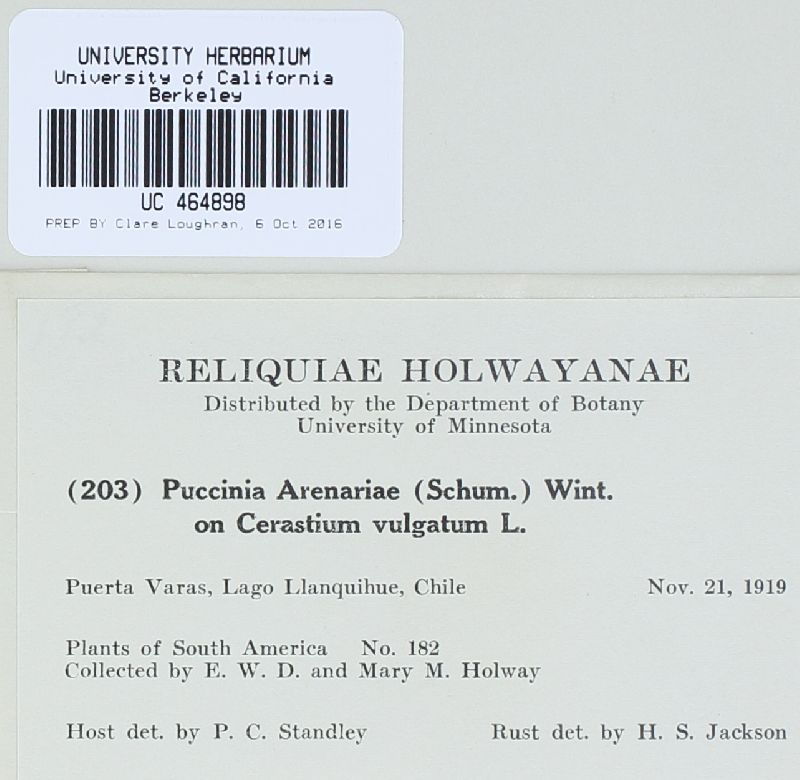 UNIVERSITY HERBARIUM
University of California
Berkeley
UC 464898
PREP BY Clare Loughran, 6 Oct 2016
RELIQUIAE HOLWAYANAE
Distributed by the Department of Botany
University of Minnesota
(203) Puccinia Arenariae (Schum.) Wint.
on Cerastium vulgatum L.
Puerta Varas, Lago Llanquihue, Chile Nov. 21, 1919
Plants of South America No. 182
Collected by E. W. D. and Mary M. Holway
Host det. by P. C. Standley Rust det. by H. S. Jackson